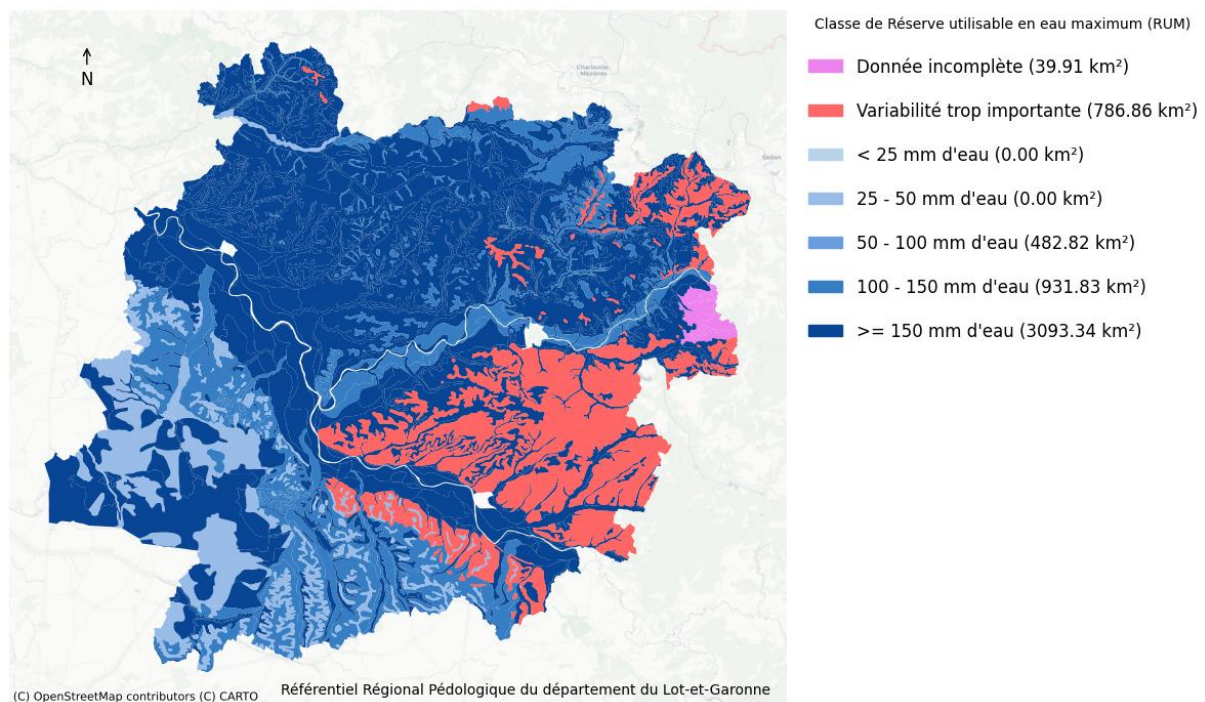 Classe de Réserve utilisable en eau maximum (RUM)
Donnée incomplète (39.91 km²)
Variabilité trop importante (786.86 km²)
< 25 mm d'eau (0.00 km²)
25 - 50 mm d'eau (0.00 km²)
50 - 100 mm d'eau (482.82 km²)
100 - 150 mm d'eau (931.83 km²)
>= 150 mm d'eau (3093.34 km²)
N
Charleville-
Mézières
Sedan
(C) OpenStreetMap contributors (C) CARTO
Référentiel Régional Pédologique du département du Lot-et-Garonne